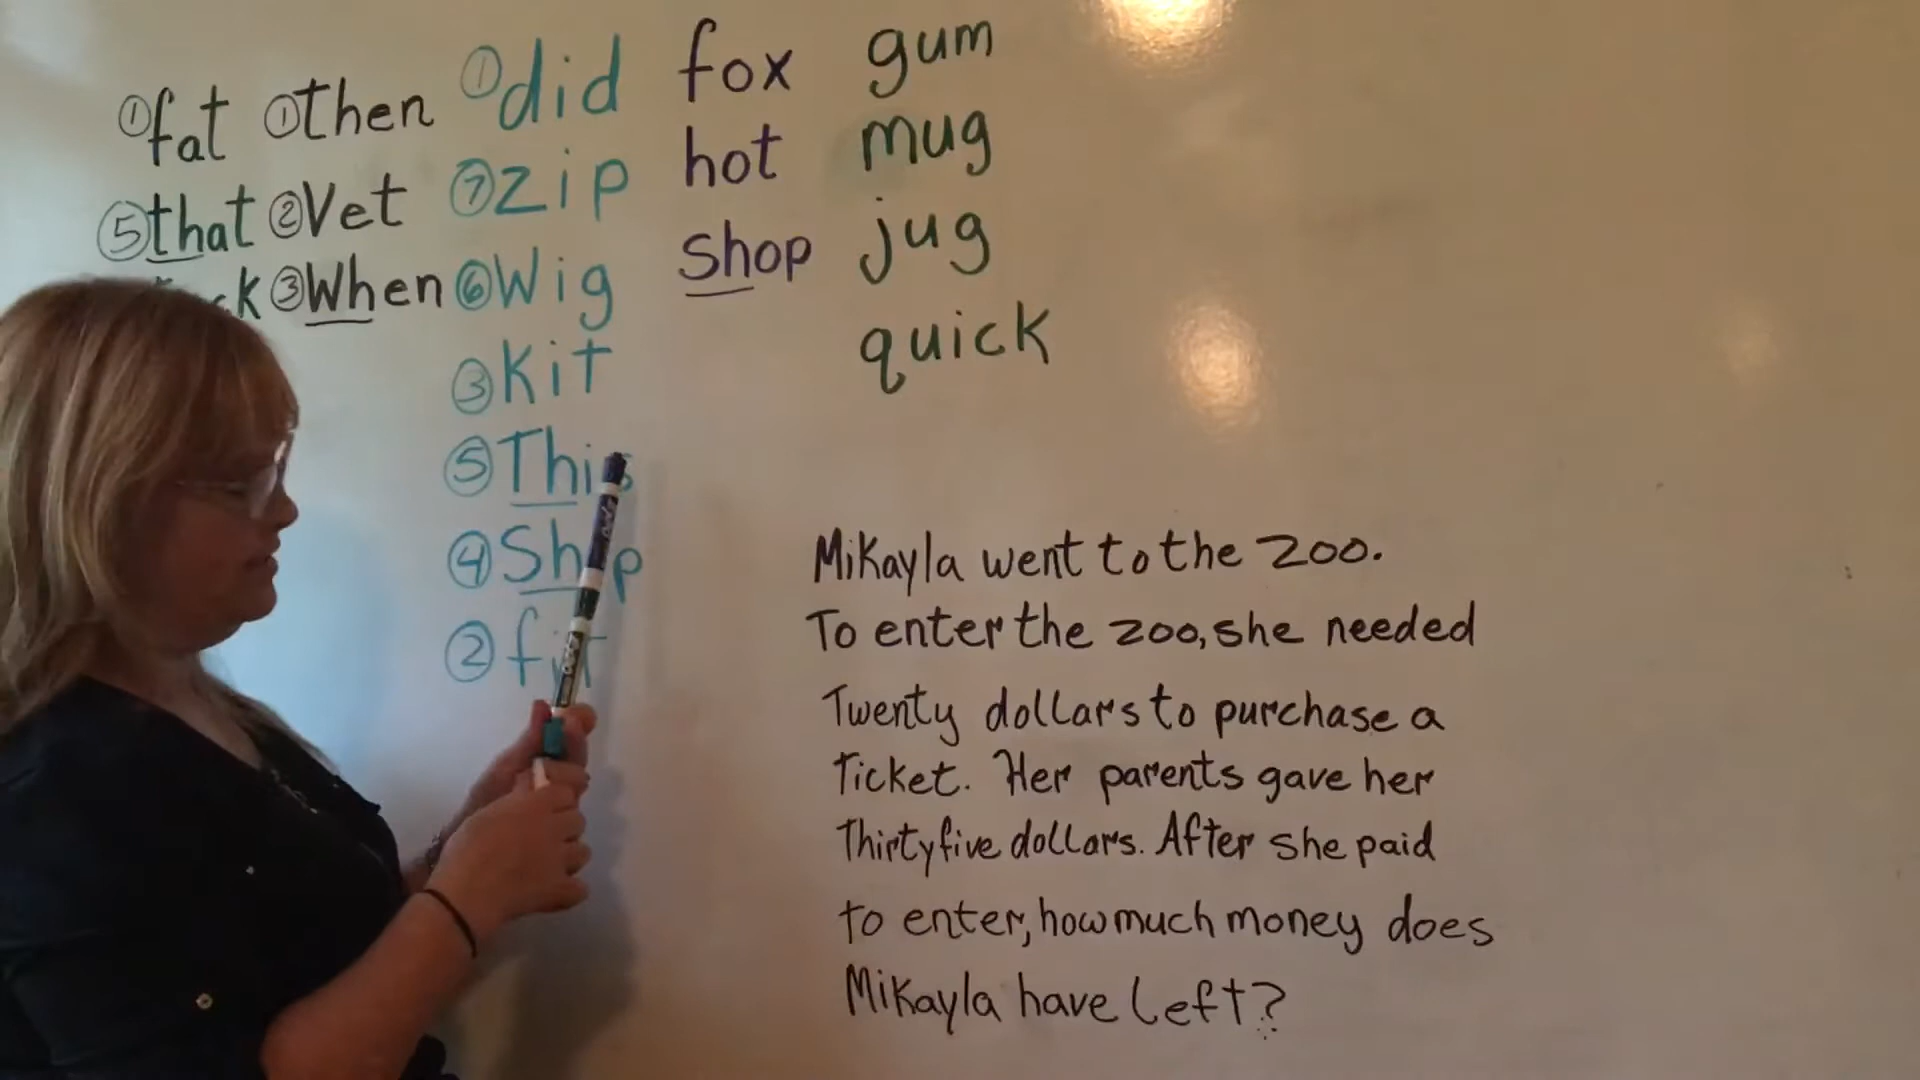 ①fat ①then ①did fox gum
⑤that ②Vet ⑦zip hot mug
k ③When ⑥Wig shop jug
③Kit quick
⑤This
④Ship
②fit
Mikayla went to the zoo.
To enter the zoo, she needed
Twenty dollars to purchase a
Ticket. Her parents gave her
Thirtyfive dollars. After she paid
to enter, how much money does
Mikayla have left?